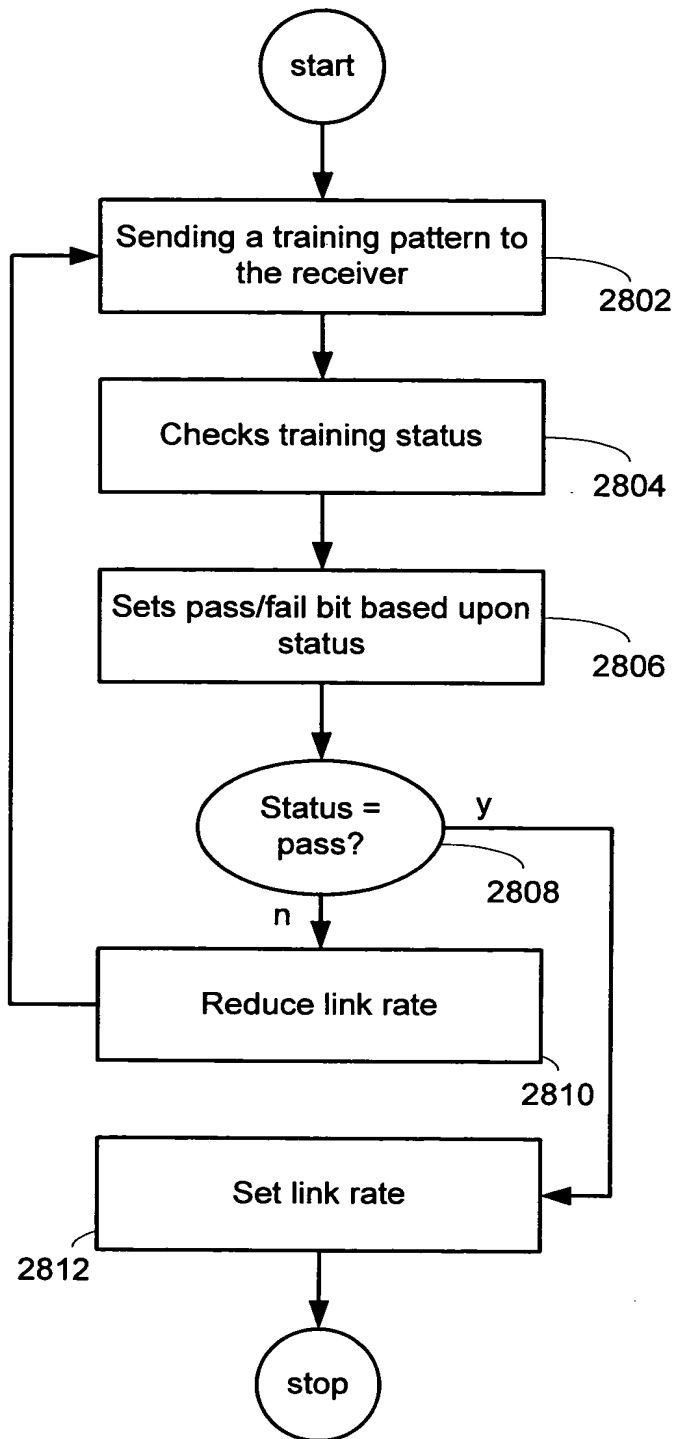 start
Sending a training pattern to
the receiver
2802
Checks training status
2804
Sets pass/fail bit based upon
status
2806
Status =
pass?
y
2808
n
Reduce link rate
2810
Set link rate
2812
stop